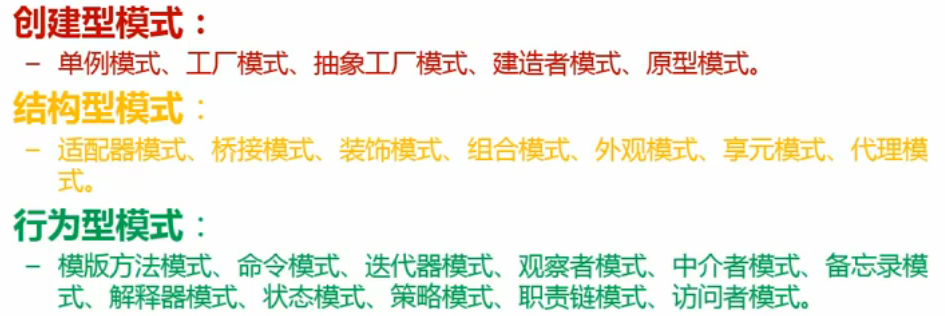 创建型模式：
– 单例模式、工厂模式、抽象工厂模式、建造者模式、原型模式。
结构型模式：
– 适配器模式、桥接模式、装饰模式、组合模式、外观模式、享元模式、代理模
式。
行为型模式：
– 模版方法模式、命令模式、迭代器模式、观察者模式、中介者模式、备忘录模
式、解释器模式、状态模式、策略模式、职责链模式、访问者模式。